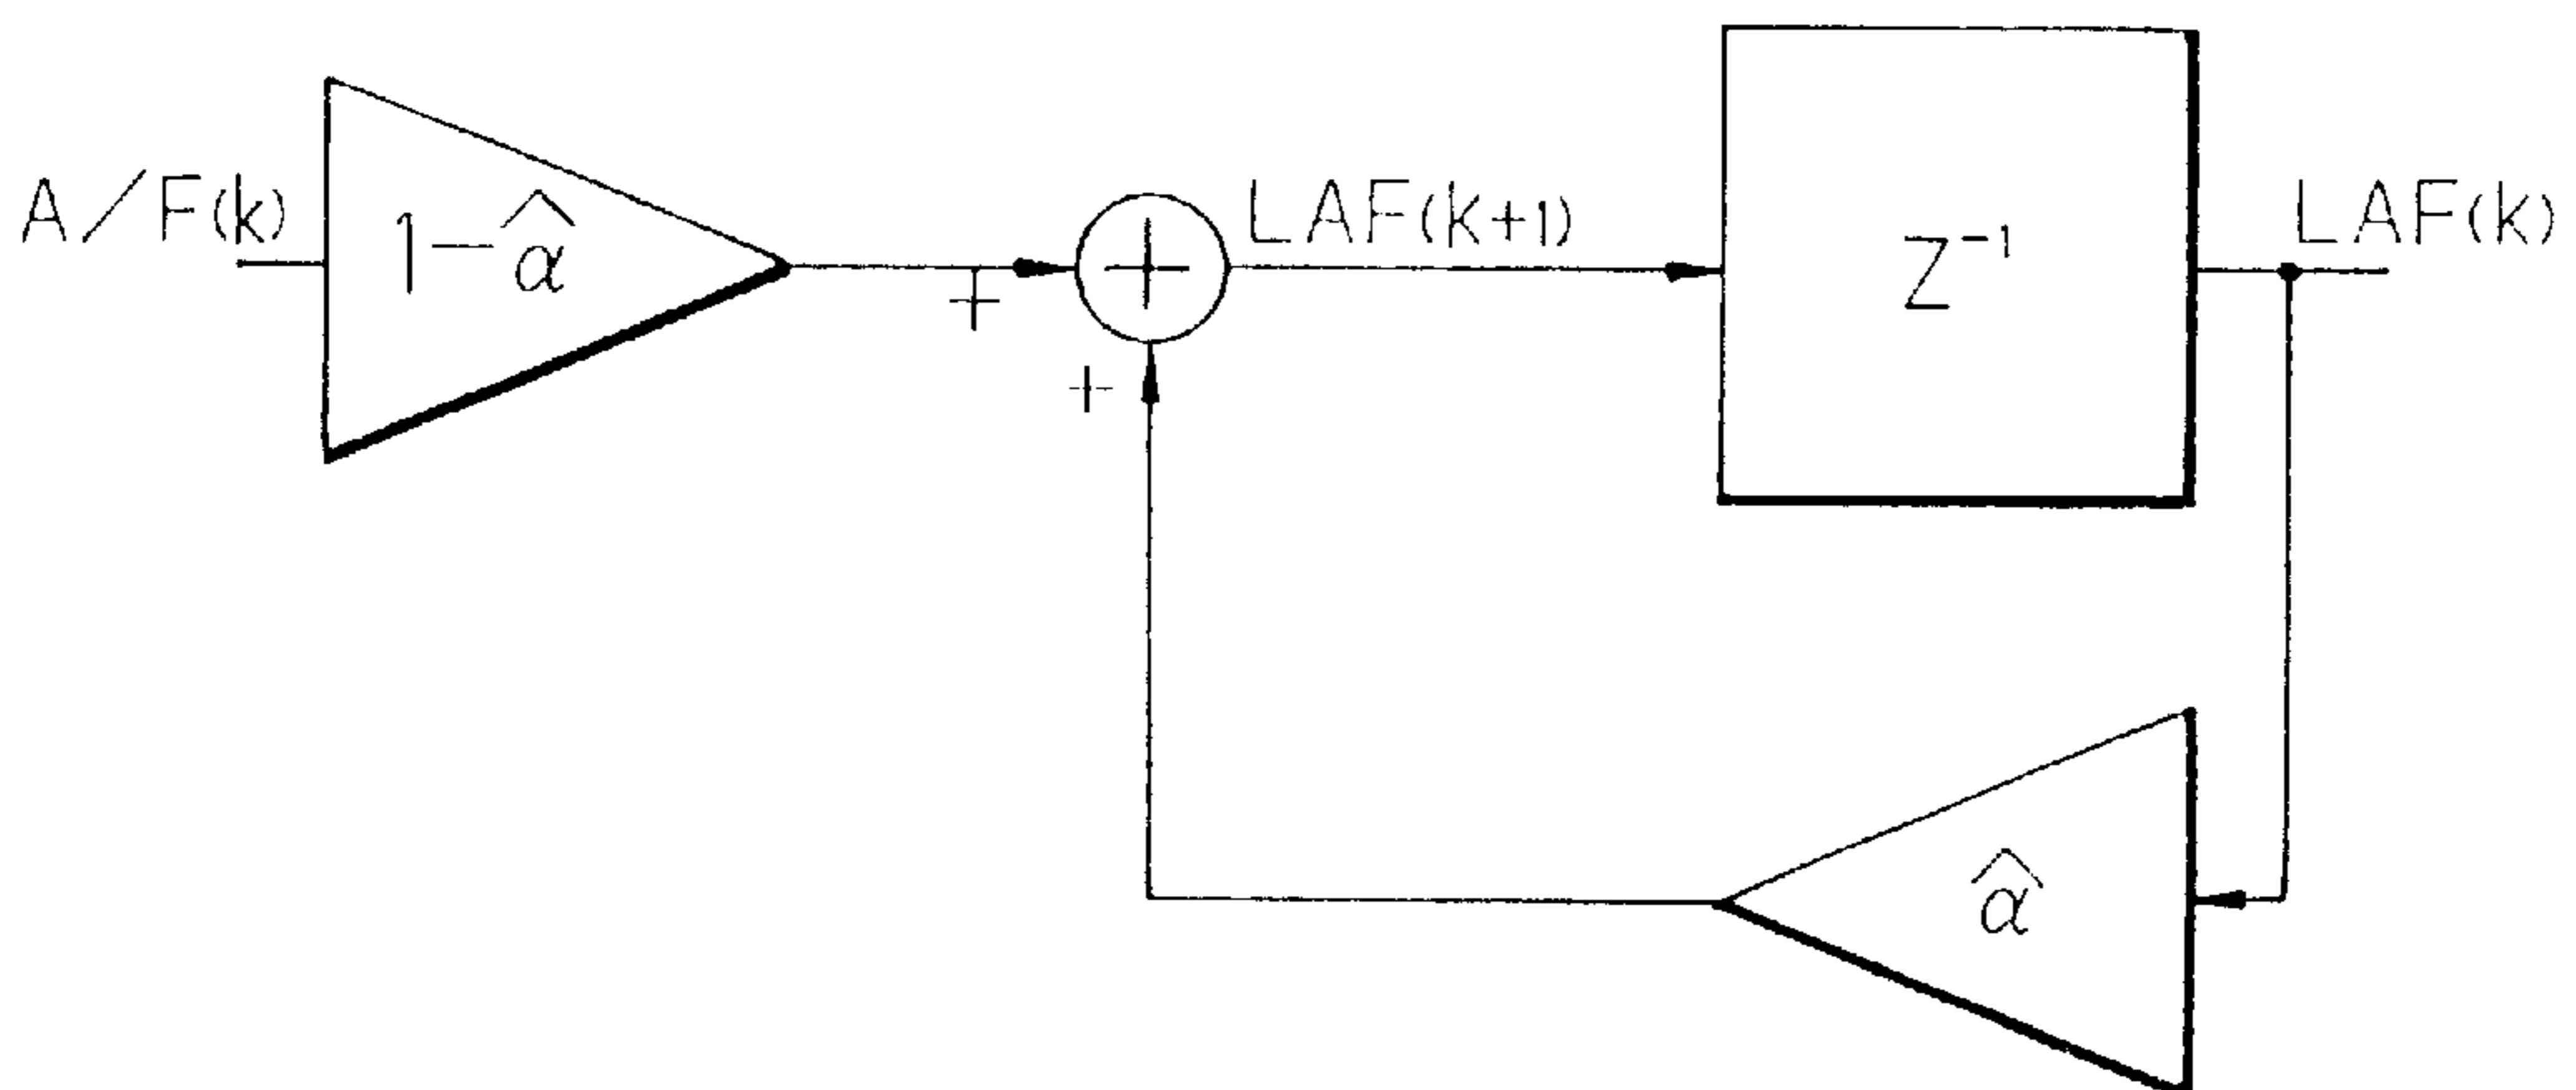 A/F(k)
1-α̂
+
+
+
LAF(k+1)
Z⁻¹
LAF(k)
α̂